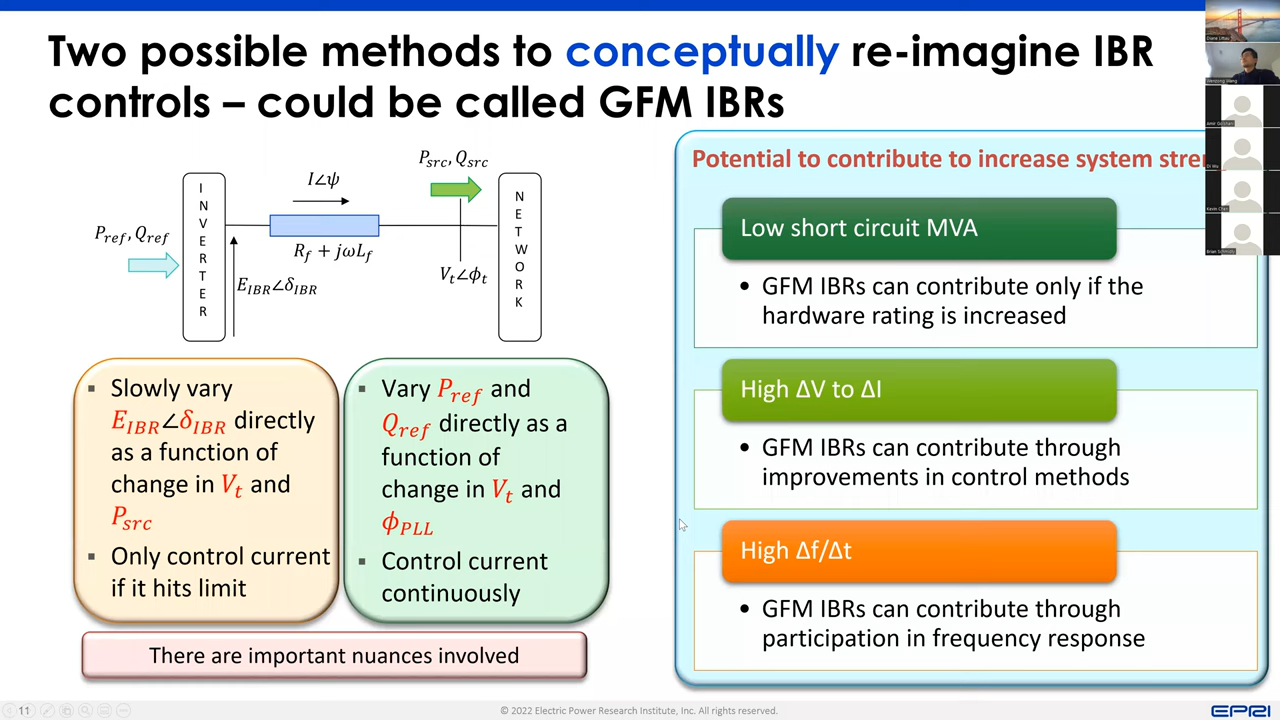 Two possible methods to conceptually re-imagine IBR
controls – could be called GFM IBRs
P_src, Q_src
I∠ψ
P_ref, Q_ref
INVERTER
R_f + jωL_f
E_IBR∠δ_IBR
V_t∠ϕ_t
NETWORK
▪ Slowly vary
E_IBR∠δ_IBR directly
as a function of
change in V_t and
P_src
▪ Only control current
if it hits limit
▪ Vary P_ref and
Q_ref directly as a
function of
change in V_t and
ϕ_PLL
▪ Control current
continuously
There are important nuances involved
Potential to contribute to increase system stre
Low short circuit MVA
• GFM IBRs can contribute only if the
hardware rating is increased
High ΔV to ΔI
• GFM IBRs can contribute through
improvements in control methods
High Δf/Δt
• GFM IBRs can contribute through
participation in frequency response
11
© 2022 Electric Power Research Institute, Inc. All rights reserved.
EPRI